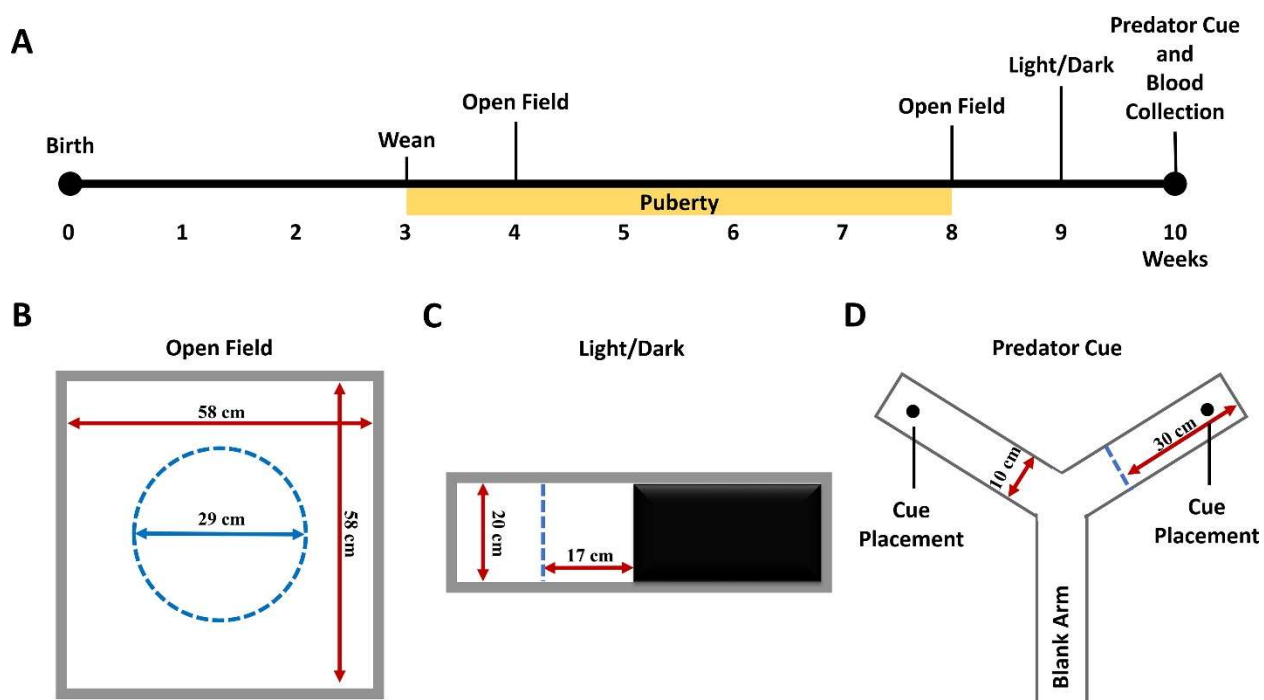 A
Birth
Wean
Open Field
Open Field
Light/Dark
Predator Cue
and
Blood
Collection
Puberty
0 1 2 3 4 5 6 7 8 9 10
Weeks
B
Open Field
58 cm
58 cm
29 cm
C
Light/Dark
20 cm
17 cm
D
Predator Cue
10 cm
30 cm
Cue
Placement
Cue
Placement
Blank Arm